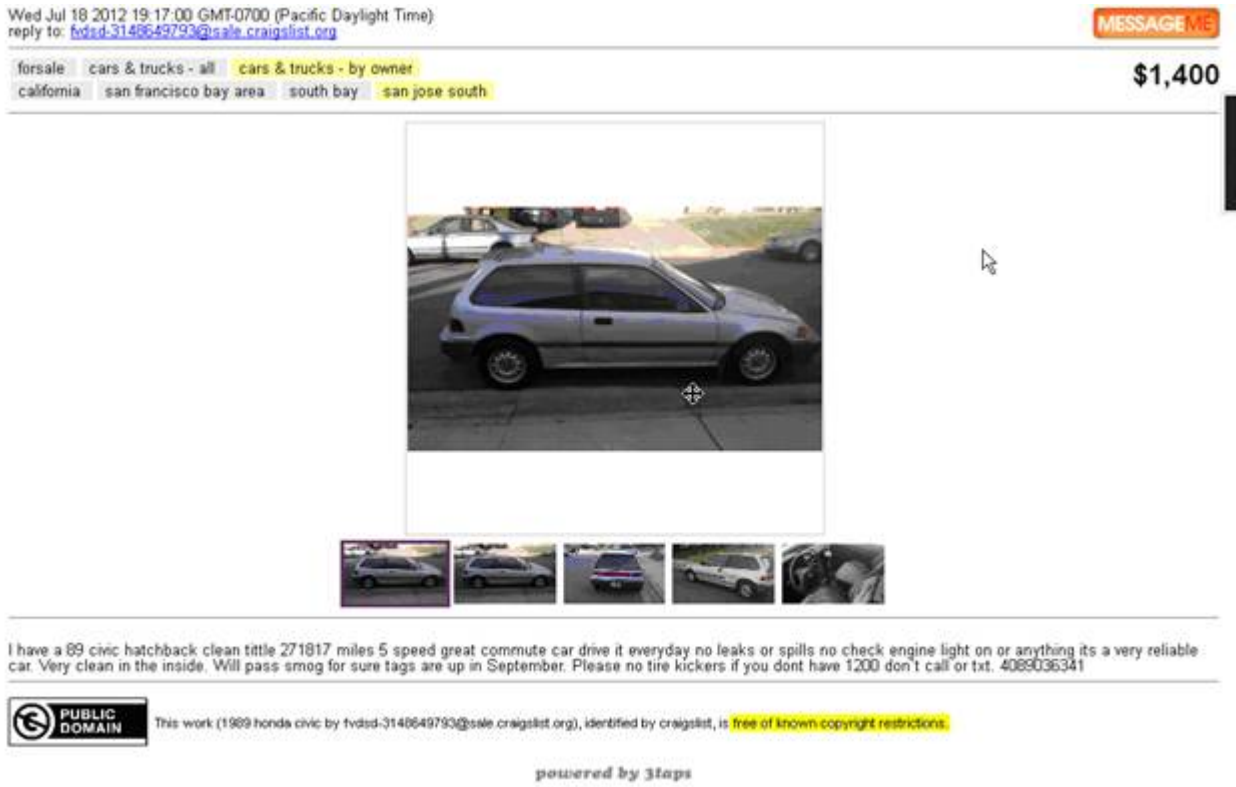 Wed Jul 18 2012 19:17:00 GMT-0700 (Pacific Daylight Time)
reply to: fvdsd-3148649793@sale.craigslist.org
MESSAGEME
forsale cars & trucks - all cars & trucks - by owner
california san francisco bay area south bay san jose south
$1,400
I have a 89 civic hatchback clean tittle 271817 miles 5 speed great commute car drive it everyday no leaks or spills no check engine light on or anything its a very reliable
car. Very clean in the inside. Will pass smog for sure tags are up in September. Please no tire kickers if you dont have 1200 don't call or txt. 4089036341
PUBLIC
DOMAIN
This work (1989 honda civic by fvdsd-3148649793@sale.craigslist.org), identified by craigslist, is free of known copyright restrictions.
powered by 3taps